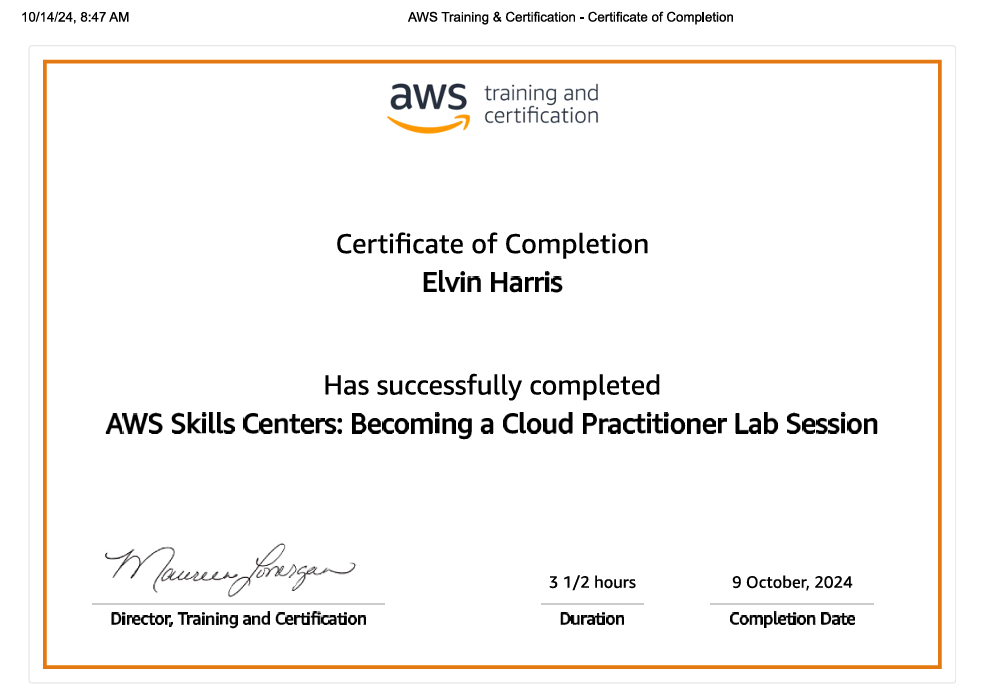 10/14/24, 8:47 AM
AWS Training & Certification - Certificate of Completion
aws training and
certification
Certificate of Completion
Elvin Harris
Has successfully completed
AWS Skills Centers: Becoming a Cloud Practitioner Lab Session
Maureen Lonergan
3 1/2 hours
9 October, 2024
Director, Training and Certification
Duration
Completion Date